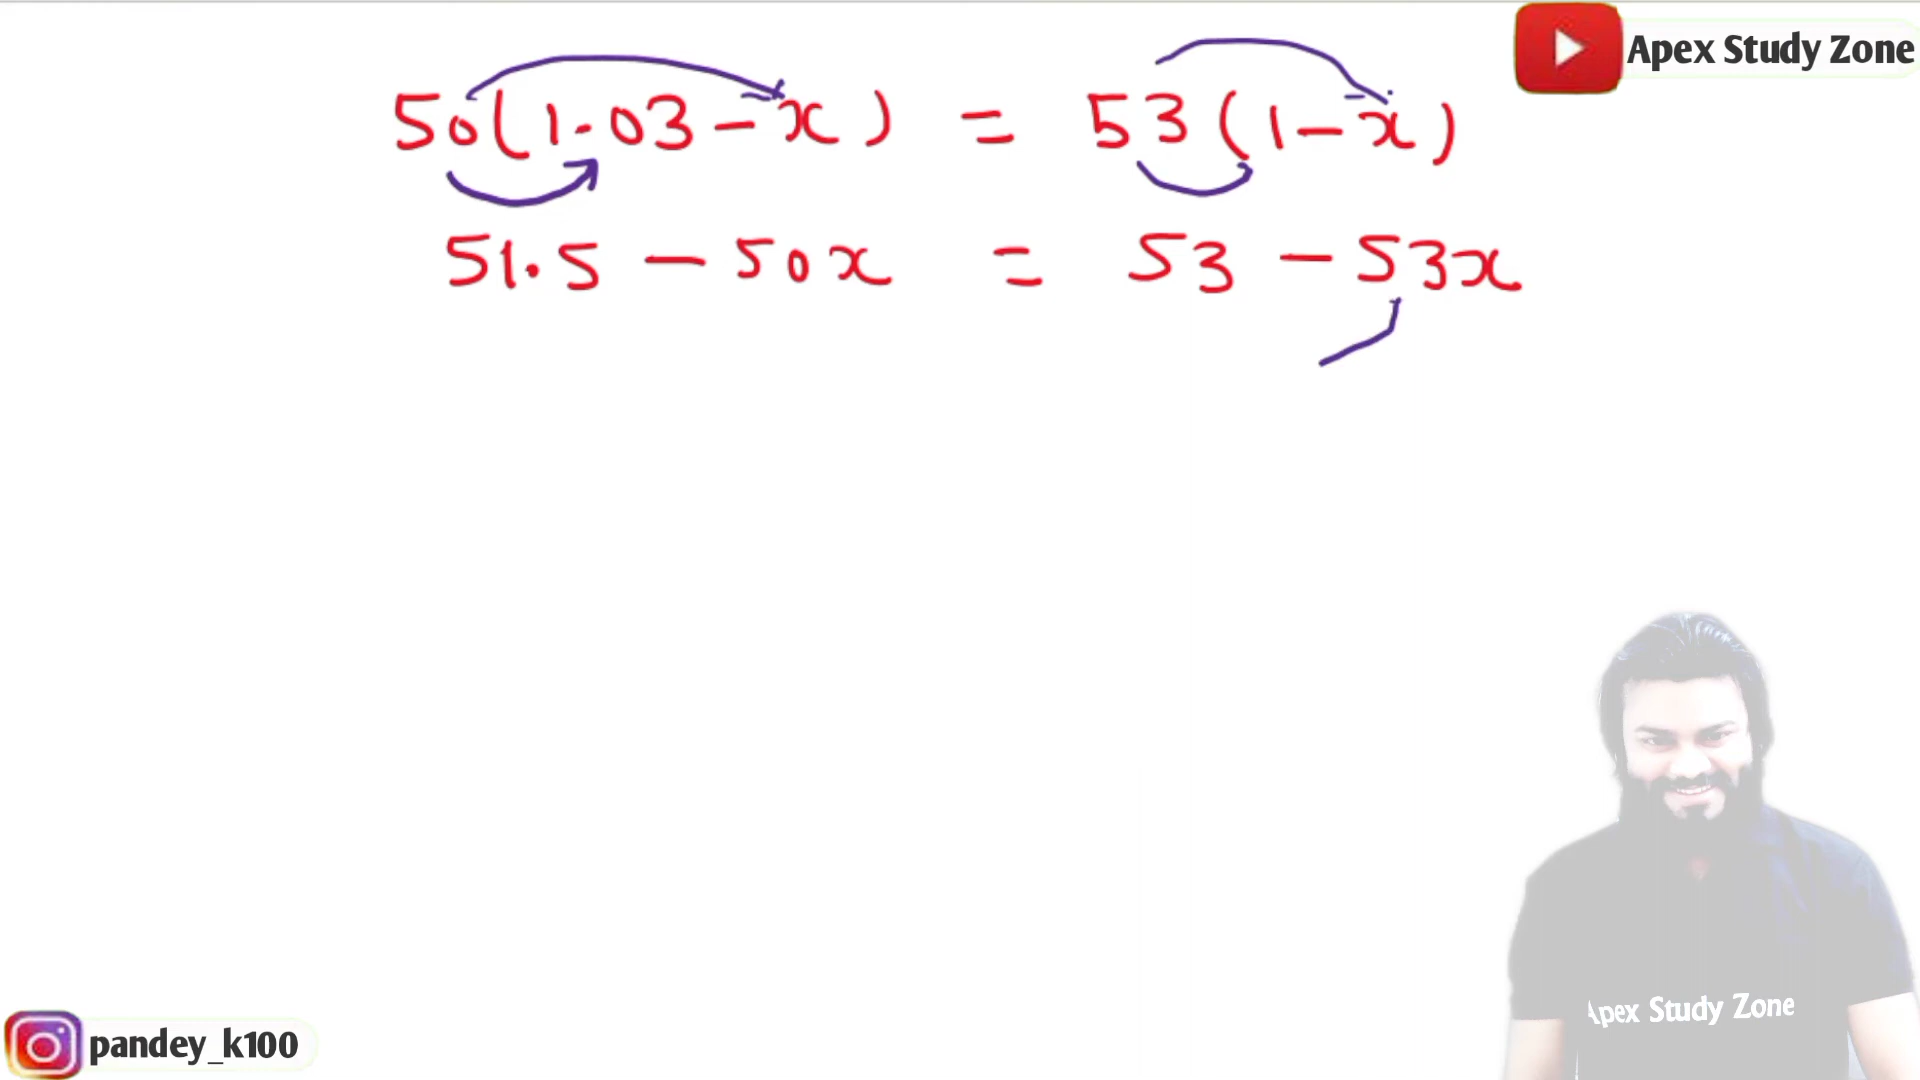 Apex Study Zone
50(1.03 - x) = 53(1 - x)
51.5 - 50x = 53 - 53x
Apex Study Zone
pandey_k100